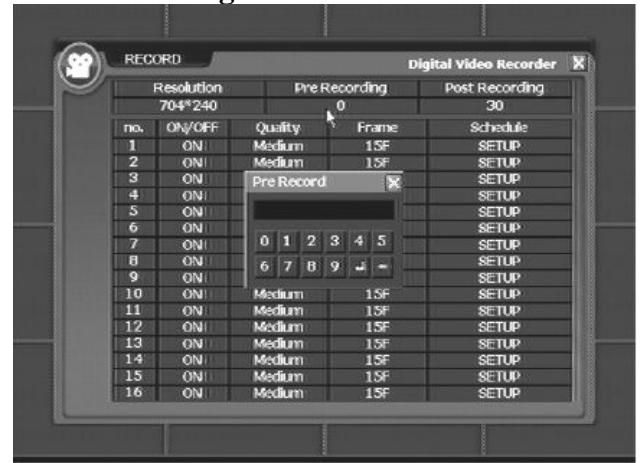 RECORD
Digital Video Recorder X
Resolution Pre Recording Post Recording
704*240 0 30
no. ON/OFF Quality Frame Schedule
1 ON Medium 15F SETUP
2 ON Medium 15F SETUP
3 ON SETUP
4 ON SETUP
5 ON SETUP
6 ON SETUP
7 ON SETUP
8 ON SETUP
9 ON SETUP
Pre Record X
0 1 2 3 4 5
6 7 8 9
10 ON Medium 15F SETUP
11 ON Medium 15F SETUP
12 ON Medium 15F SETUP
13 ON Medium 15F SETUP
14 ON Medium 15F SETUP
15 ON Medium 15F SETUP
16 ON Medium 15F SETUP